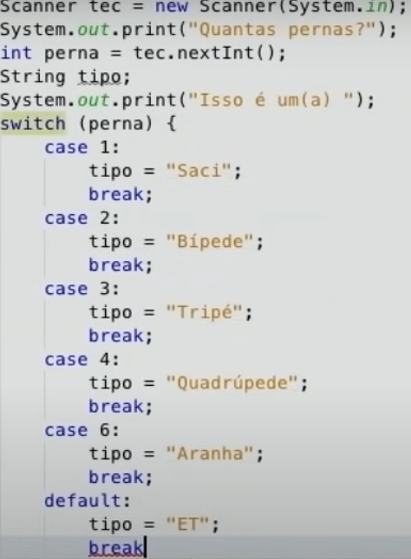 Scanner tec = new Scanner(System.in);
System.out.print("Quantas pernas?");
int perna = tec.nextInt();
String tipo;
System.out.print("Isso é um(a) ");
switch (perna) {
case 1:
tipo = "Saci";
break;
case 2:
tipo = "Bípede";
break;
case 3:
tipo = "Tripé";
break;
case 4:
tipo = "Quadrúpede";
break;
case 6:
tipo = "Aranha";
break;
default:
tipo = "ET";
break